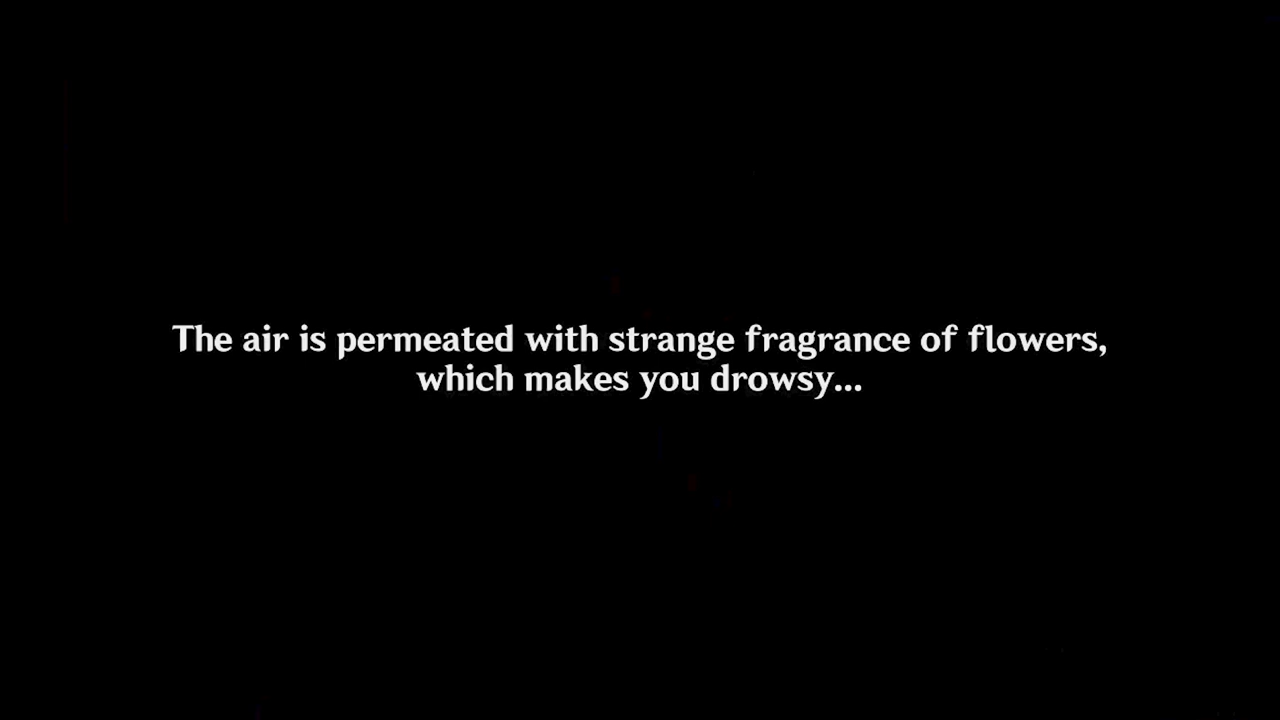 The air is permeated with strange fragrance of flowers,
which makes you drowsy...